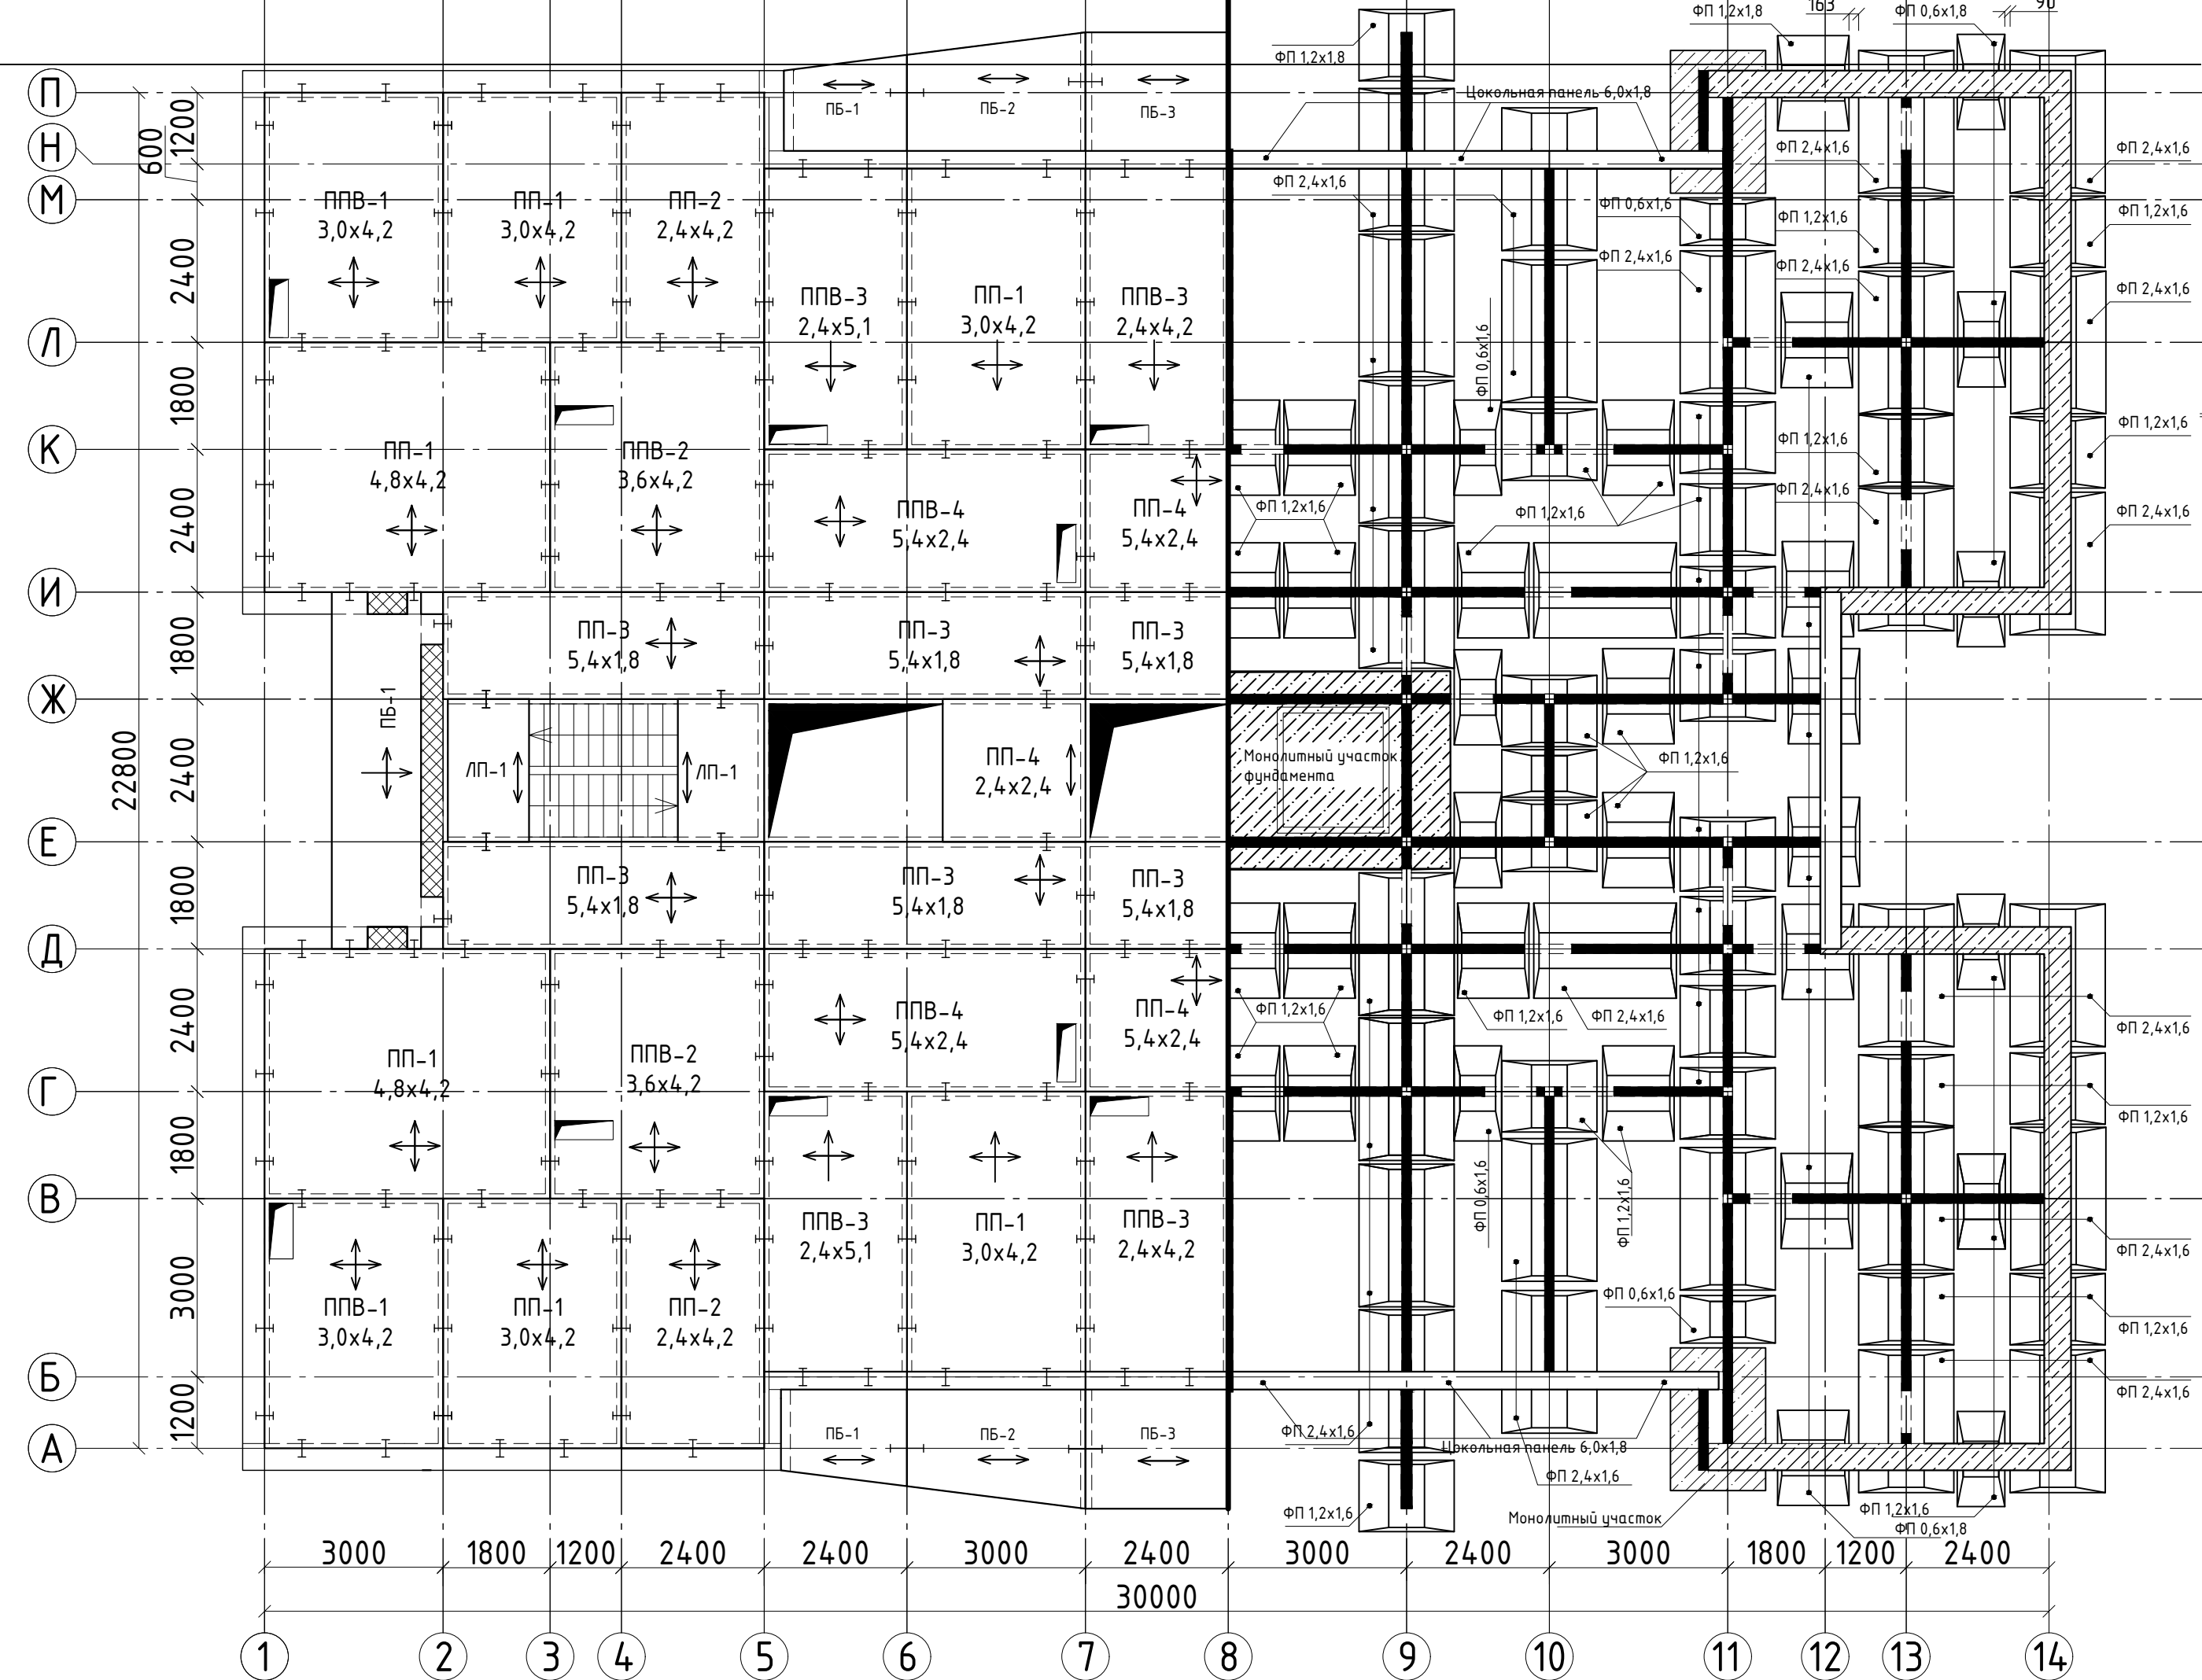 ФП 1,2х1,8
163
ФП 0,6х1,8
90
ФП 1,2х1,8
П
Н
М
Л
К
И
Ж
Е
Д
Г
В
Б
А
1200
600
2400
1800
2400
1800
2400
1800
2400
1800
3000
1200
22800
ПБ-1
ПБ-2
ПБ-3
Цокольная панель 6,0х1,8
ППВ-1
3,0х4,2
ПП-1
3,0х4,2
ПП-2
2,4х4,2
ППВ-3
2,4х5,1
ПП-1
3,0х4,2
ППВ-3
2,4х4,2
ФП 2,4х1,6
ФП 0,6х1,6
ФП 2,4х1,6
ФП 0,6х1,6
ФП 2,4х1,6
ФП 1,2х1,6
ФП 2,4х1,6
ФП 1,2х1,6
ФП 2,4х1,6
ФП 2,4х1,6
ФП 1,2х1,6
ФП 2,4х1,6
ФП 1,2х1,6
ФП 2,4х1,6
ПП-1
4,8х4,2
ППВ-2
3,6х4,2
ППВ-4
5,4х2,4
ПП-4
5,4х2,4
ФП 1,2х1,6
ФП 1,2х1,6
ПП-3
5,4х1,8
ПП-3
5,4х1,8
ПП-3
5,4х1,8
ПБ-1
ЛП-1
ЛП-1
ПП-4
2,4х2,4
Монолитный участок
фундамента
ФП 1,2х1,6
ПП-3
5,4х1,8
ПП-3
5,4х1,8
ПП-3
5,4х1,8
ПП-1
4,8х4,2
ППВ-2
3,6х4,2
ППВ-4
5,4х2,4
ПП-4
5,4х2,4
ФП 1,2х1,6
ФП 1,2х1,6
ФП 2,4х1,6
ФП 2,4х1,6
ФП 1,2х1,6
ФП 2,4х1,6
ФП 1,2х1,6
ФП 2,4х1,6
ФП 0,6х1,6
ФП 1,2х1,6
ФП 0,6х1,6
ППВ-1
3,0х4,2
ПП-1
3,0х4,2
ПП-2
2,4х4,2
ППВ-3
2,4х5,1
ПП-1
3,0х4,2
ППВ-3
2,4х4,2
ПБ-1
ПБ-2
ПБ-3
ФП 2,4х1,6
Цокольная панель 6,0х1,8
ФП 2,4х1,6
ФП 1,2х1,6
Монолитный участок
ФП 1,2х1,6
ФП 0,6х1,8
3000
1800
1200
2400
2400
3000
2400
3000
2400
3000
1800
1200
2400
30000
1
2
3
4
5
6
7
8
9
10
11
12
13
14